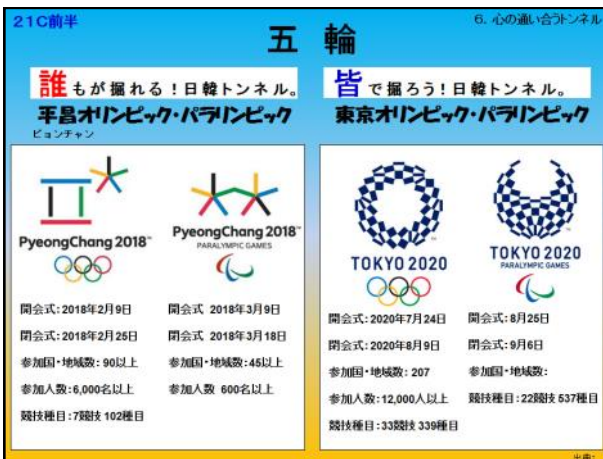 21C前半
6．心の通い合うトンネル
五 輪
誰もが掘れる！日韓トンネル。
皆で掘ろう！日韓トンネル。
平昌オリンピック・パラリンピック
ピョンチャン
東京オリンピック・パラリンピック
PyeongChang 2018™
開会式：2018年2月9日
閉会式：2018年2月25日
参加国・地域数：90以上
参加人数：6,000名以上
競技種目：7競技 102種目
PyeongChang 2018™
PARALYMPIC GAMES
開会式 2018年3月9日
閉会式 2018年3月18日
参加国・地域数：45以上
参加人数 600名以上
TOKYO 2020
開会式：2020年7月24日
閉会式：2020年8月9日
参加国・地域数： 207
参加人数：12,000人以上
競技種目：33競技 339種目
TOKYO 2020
PARALYMPIC GAMES
開会式：8月25日
閉会式：9月6日
参加国・地域数：
競技種目：22競技 537種目